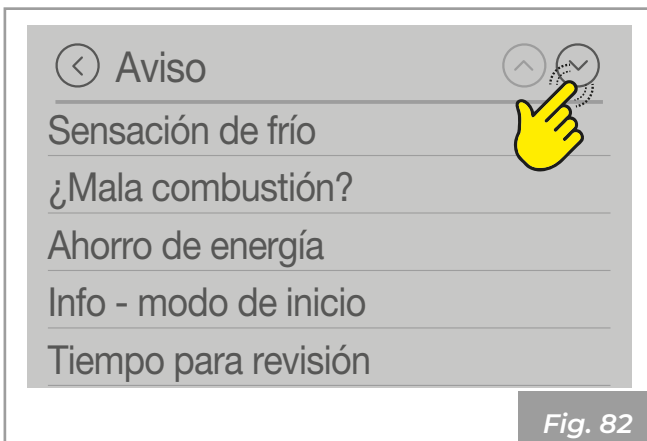 Aviso
Sensación de frío
¿Mala combustión?
Ahorro de energía
Info - modo de inicio
Tiempo para revisión
Fig. 82